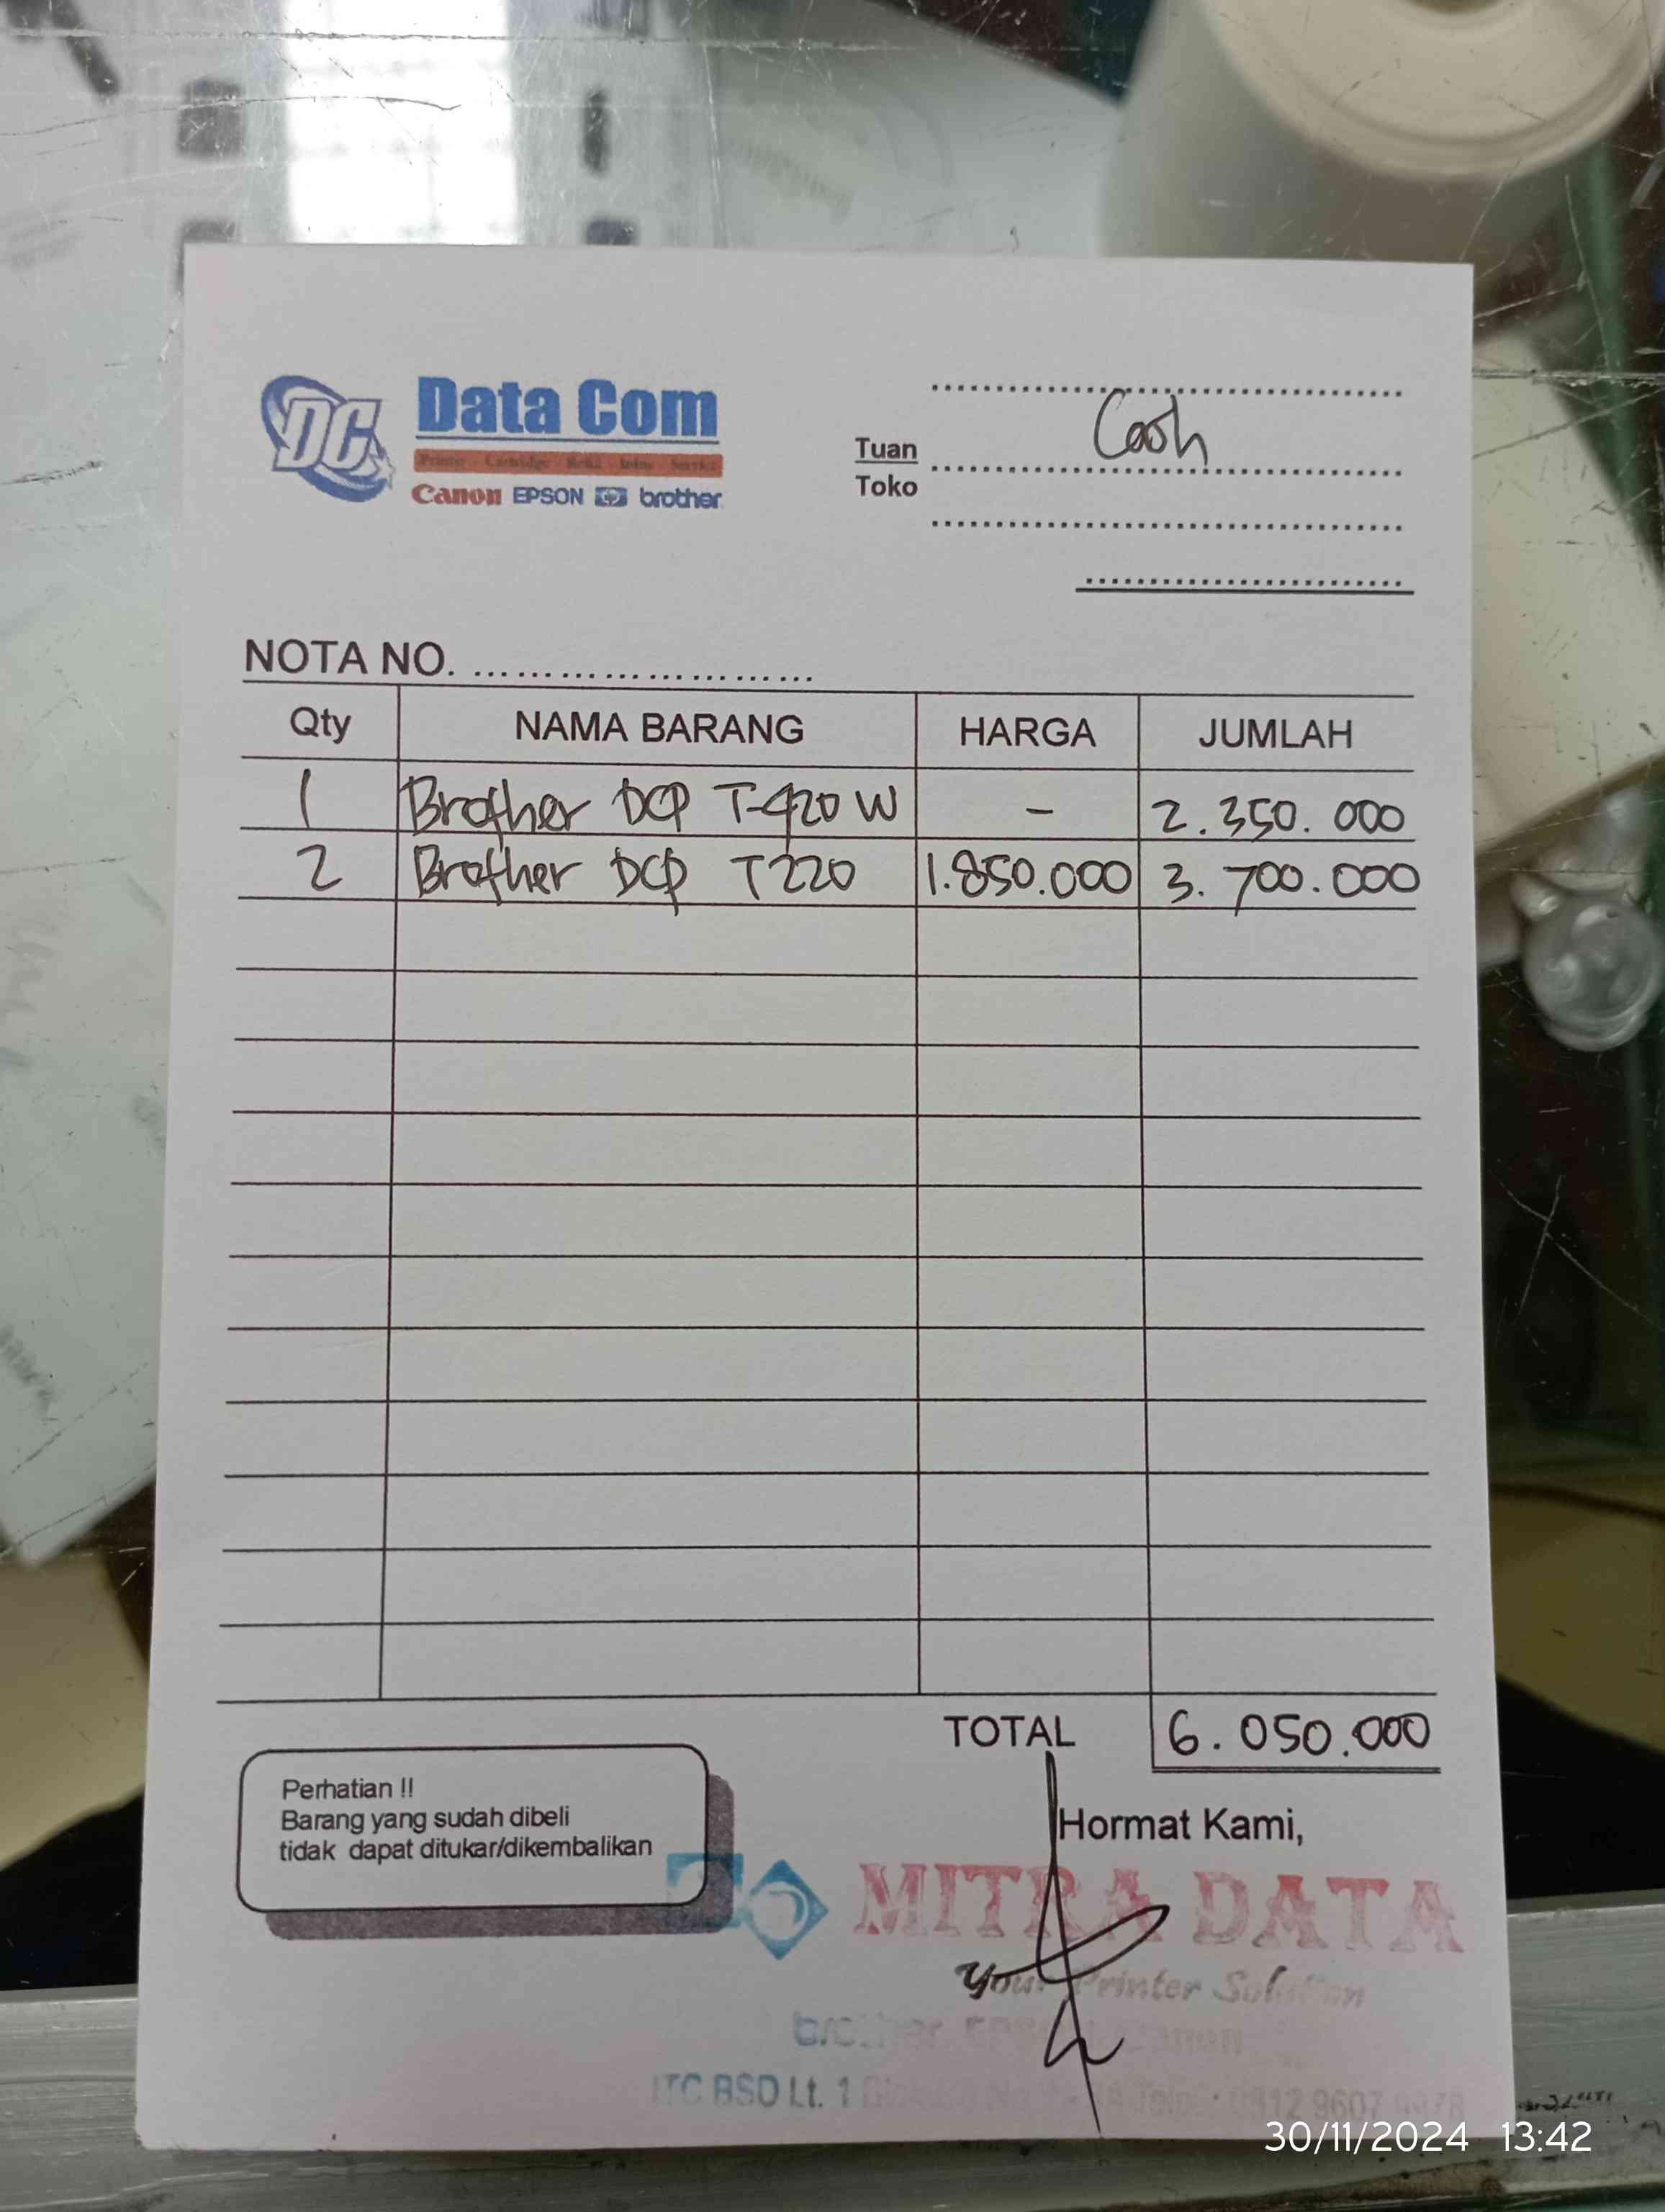 DC
Data Com
Printer - Cartridge Refill Infus Service
Canon EPSON hp brother
Cash
Tuan
Toko
NOTA NO. ........................
Qty NAMA BARANG HARGA JUMLAH
1 Brother DCP T-420 W - 2.350.000
2 Brother DCP T220 1.850.000 3.700.000
TOTAL 6.050.000
Perhatian !!
Barang yang sudah dibeli
tidak dapat ditukar/dikembalikan
Hormat Kami,
MITRA DATA
Your Printer Solution
brother
ITC BSD Lt. 1
30/11/2024 13:42